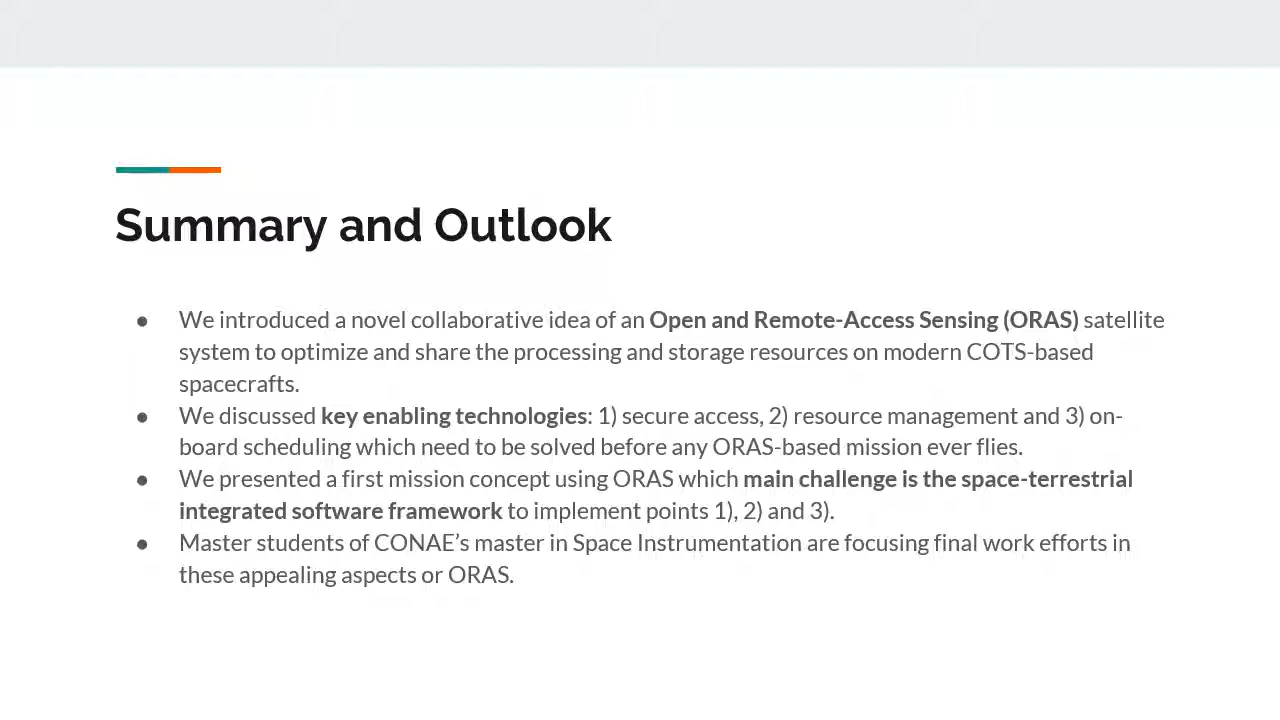 Summary and Outlook
● We introduced a novel collaborative idea of an Open and Remote-Access Sensing (ORAS) satellite
system to optimize and share the processing and storage resources on modern COTS-based
spacecrafts.
● We discussed key enabling technologies: 1) secure access, 2) resource management and 3) on-
board scheduling which need to be solved before any ORAS-based mission ever flies.
● We presented a first mission concept using ORAS which main challenge is the space-terrestrial
integrated software framework to implement points 1), 2) and 3).
● Master students of CONAE’s master in Space Instrumentation are focusing final work efforts in
these appealing aspects or ORAS.